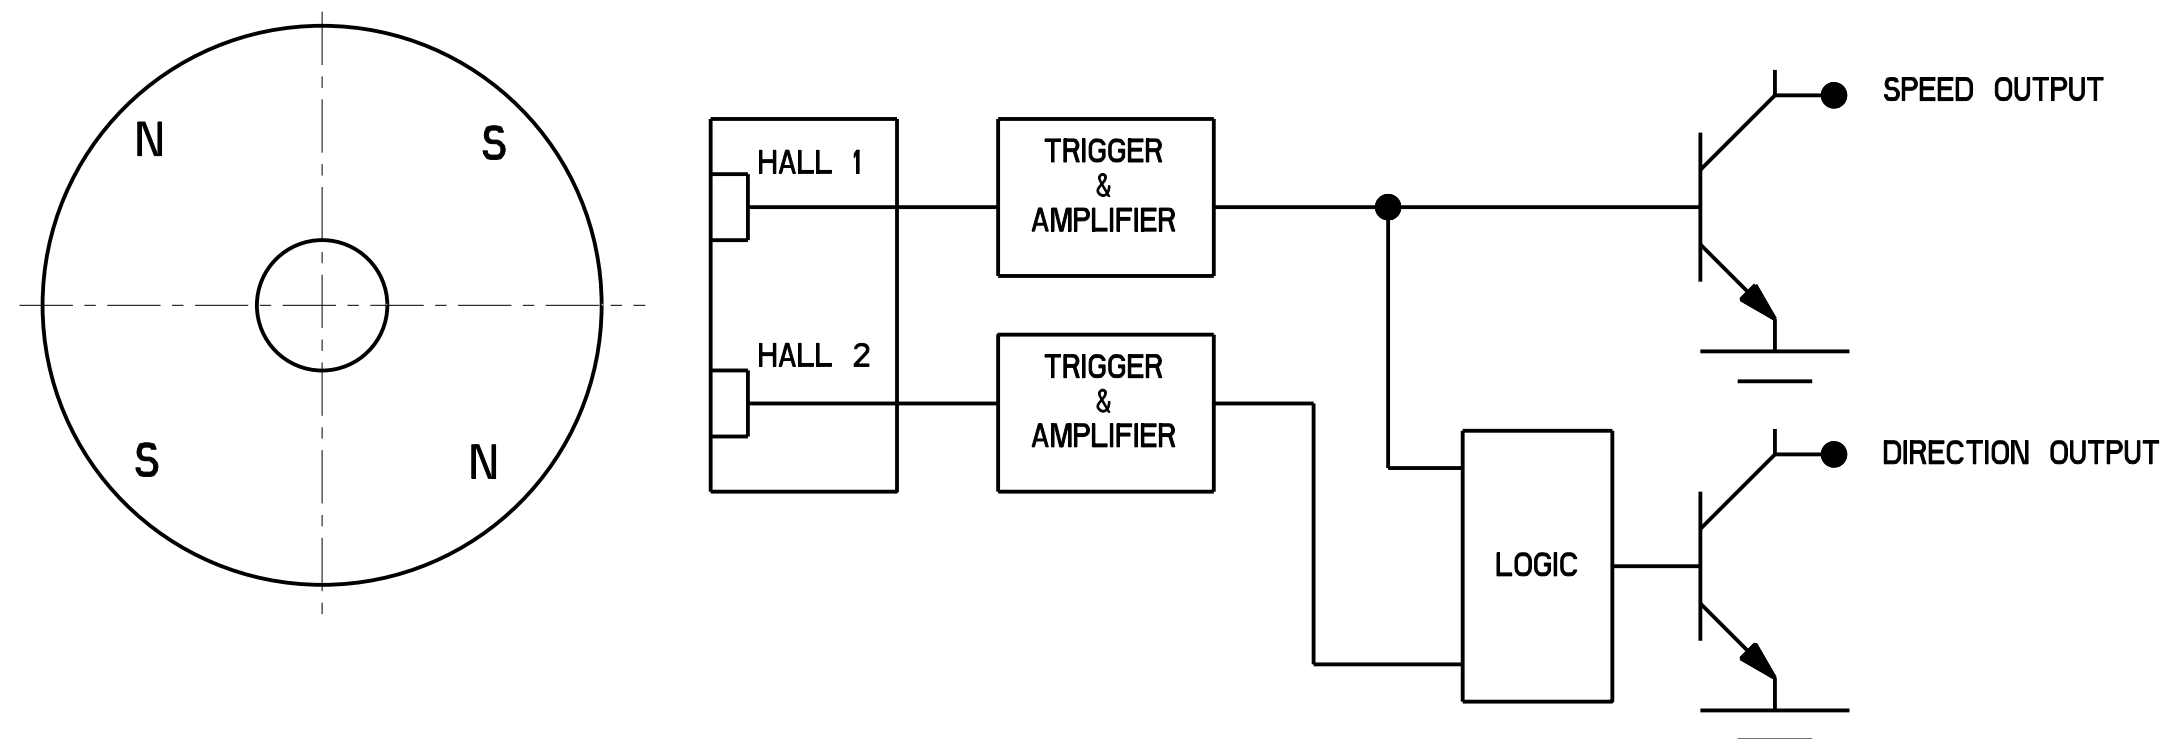 N
S
S
N
HALL 1
HALL 2
TRIGGER
&
AMPLIFIER
TRIGGER
&
AMPLIFIER
LOGIC
SPEED OUTPUT
DIRECTION OUTPUT